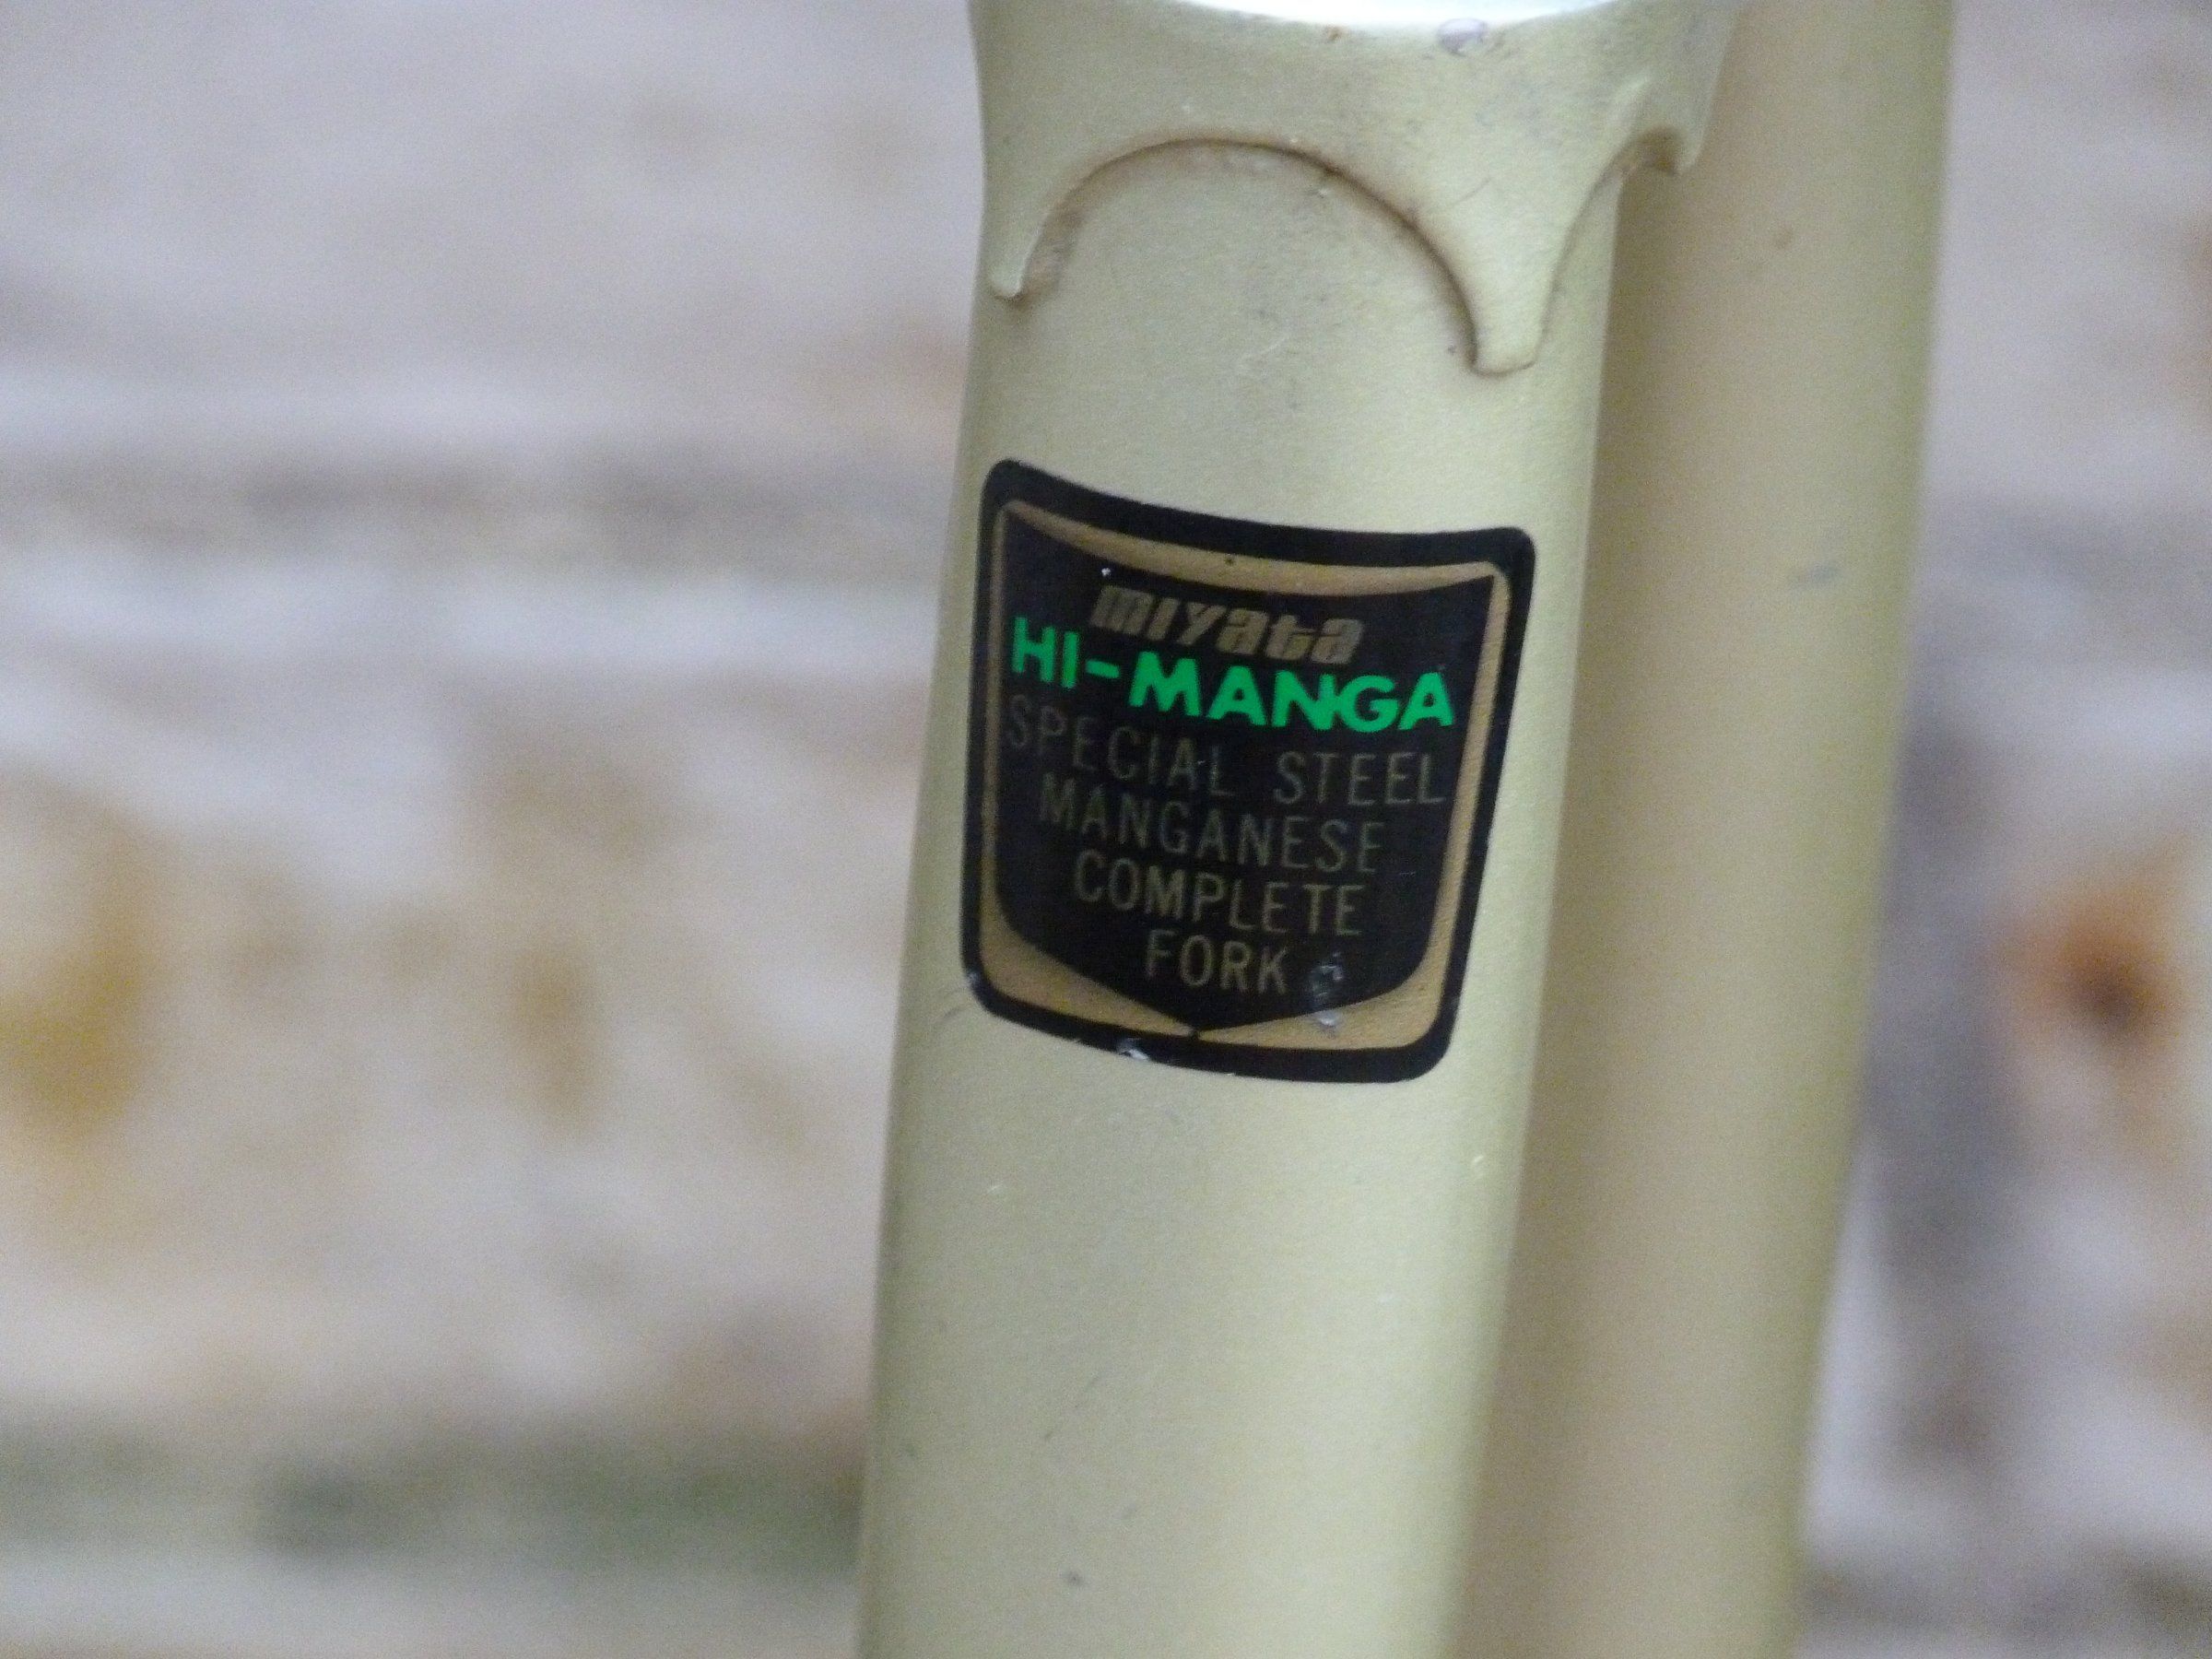 miyata
HI-MANGA
SPECIAL STEEL
MANGANESE
COMPLETE
FORK